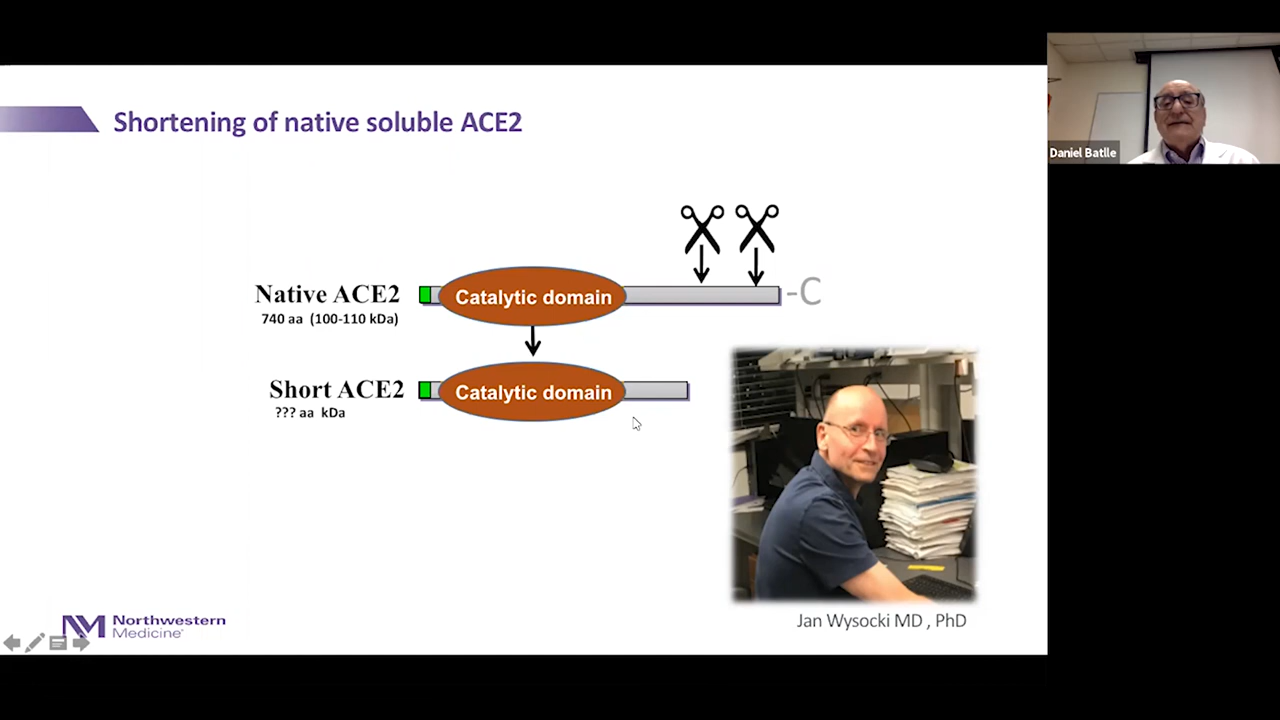 Shortening of native soluble ACE2
Daniel Batlle
Native ACE2
740 aa (100-110 kDa)
Catalytic domain
-C
Short ACE2
??? aa kDa
Catalytic domain
Jan Wysocki MD , PhD
NM Northwestern
Medicine®